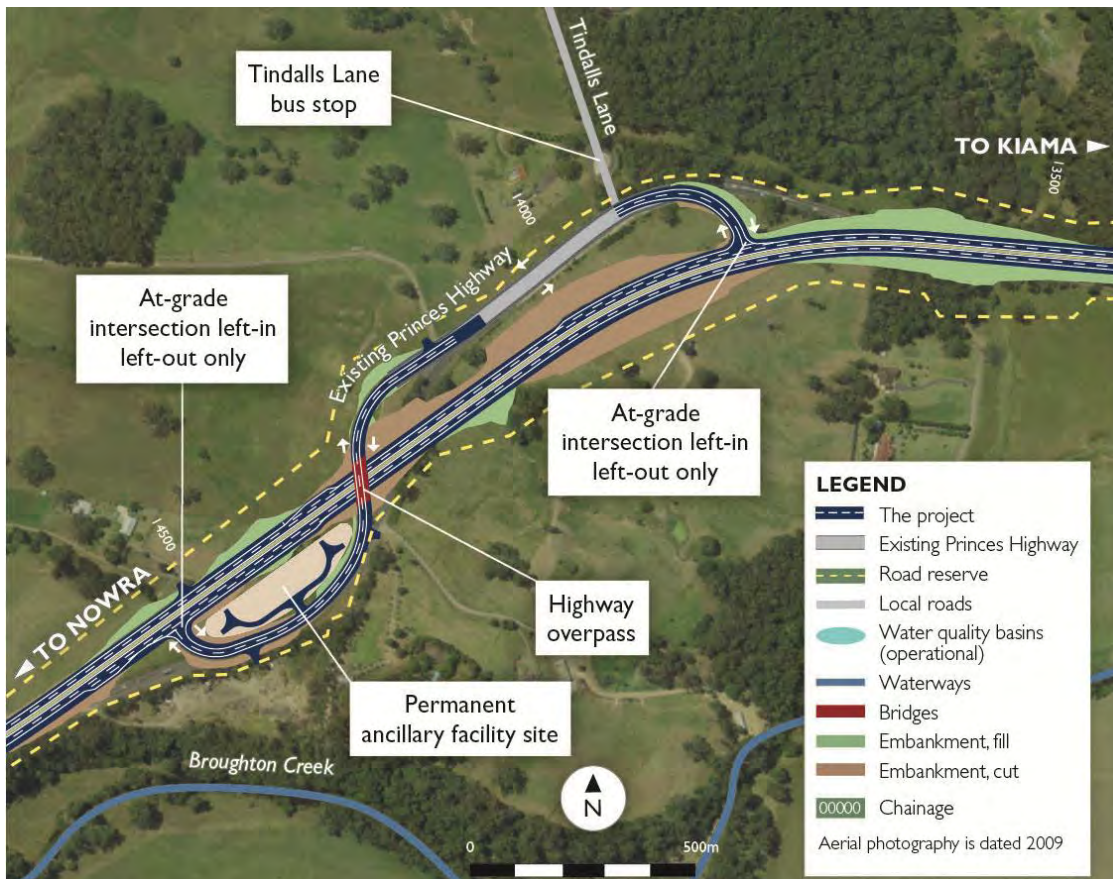 Tindalls Lane
bus stop
Tindalls Lane
TO KIAMA
13500
14000
At-grade
intersection left-in
left-out only
Existing Princes Highway
At-grade
intersection left-in
left-out only
14500
TO NOWRA
Highway
overpass
Permanent
ancillary facility site
Broughton Creek
N
0
500m
LEGEND
The project
Existing Princes Highway
Road reserve
Local roads
Water quality basins
(operational)
Waterways
Bridges
Embankment, fill
Embankment, cut
00000 Chainage
Aerial photography is dated 2009